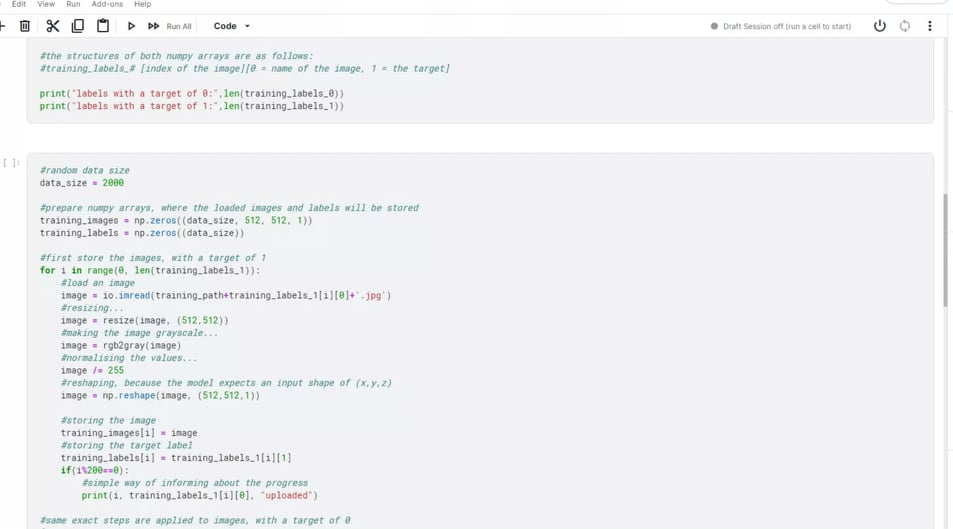 Edit View Run Add-ons Help
Run All Code Draft Session off (run a cell to start)
#the structures of both numpy arrays are as follows:
#training_labels_# [index of the image][0 = name of the image, 1 = the target]
print("labels with a target of 0:",len(training_labels_0))
print("labels with a target of 1:",len(training_labels_1))
[ ]:
#random data size
data_size = 2000
#prepare numpy arrays, where the loaded images and labels will be stored
training_images = np.zeros((data_size, 512, 512, 1))
training_labels = np.zeros((data_size))
#first store the images, with a target of 1
for i in range(0, len(training_labels_1)):
#load an image
image = io.imread(training_path+training_labels_1[i][0]+'.jpg')
#resizing...
image = resize(image, (512,512))
#making the image grayscale...
image = rgb2gray(image)
#normalising the values...
image /= 255
#reshaping, because the model expects an input shape of (x,y,z)
image = np.reshape(image, (512,512,1))
#storing the image
training_images[i] = image
#storing the target label
training_labels[i] = training_labels_1[i][1]
if(i%200==0):
#simple way of informing about the progress
print(i, training_labels_1[i][0], "uploaded")
#same exact steps are applied to images, with a target of 0